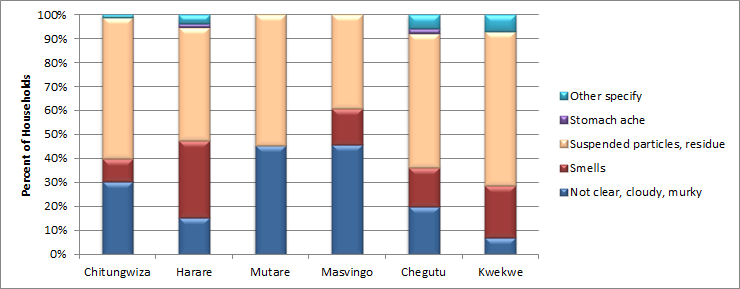 100%
90%
80%
70%
60%
50%
40%
30%
20%
10%
0%
Percent of Households
Chitungwiza Harare Mutare Masvingo Chegutu Kwekwe
Other specify
Stomach ache
Suspended particles, residue
Smells
Not clear, cloudy, murky